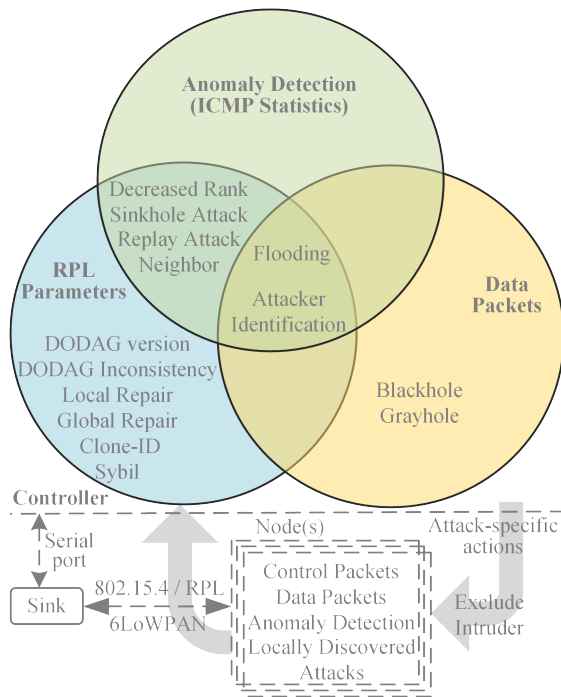 Anomaly Detection
(ICMP Statistics)
Decreased Rank
Sinkhole Attack
Replay Attack
Neighbor
Flooding
Attacker
Identification
RPL
Parameters
Data
Packets
DODAG version
DODAG Inconsistency
Local Repair
Global Repair
Clone-ID
Sybil
Blackhole
Grayhole
Controller
Serial
port
Sink
802.15.4 / RPL
6LoWPAN
Node(s)
Control Packets
Data Packets
Anomaly Detection
Locally Discovered
Attacks
Attack-specific
actions
Exclude
Intruder